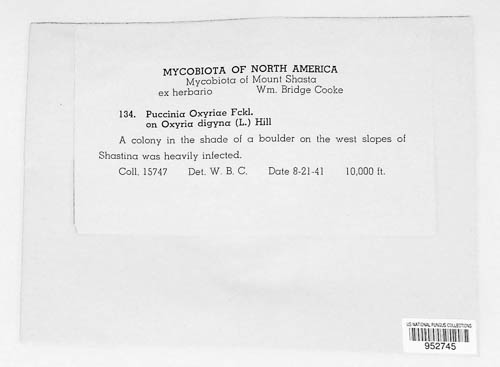 MYCOBIOTA OF NORTH AMERICA
Mycobiota of Mount Shasta
ex herbario Wm. Bridge Cooke
134. Puccinia Oxyriae Fckl.
on Oxyria digyna (L.) Hill
A colony in the shade of a boulder on the west slopes of
Shastina was heavily infected.
Coll. 15747 Det. W. B. C. Date 8-21-41 10,000 ft.
US NATIONAL FUNGUS COLLECTIONS
952745